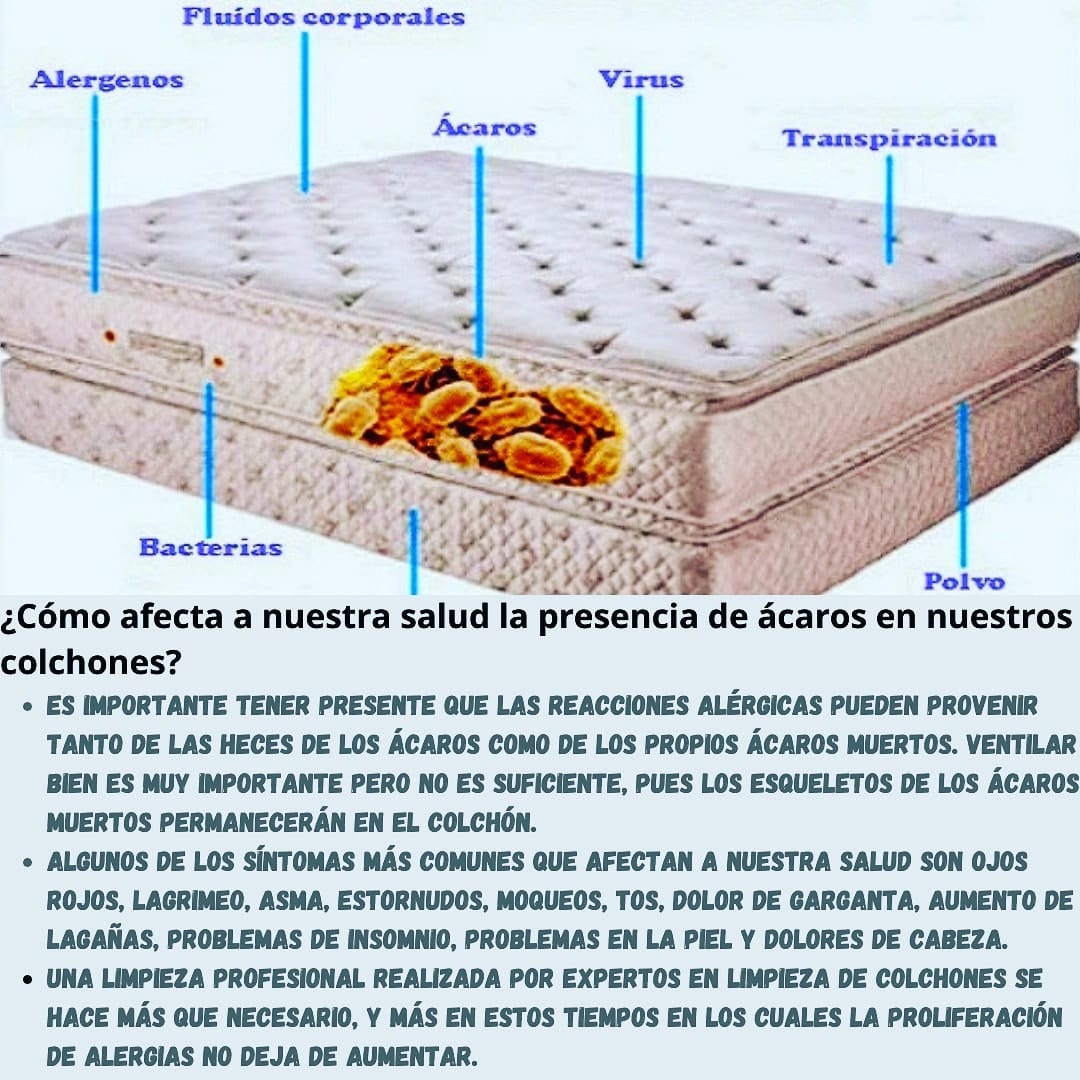 Fluídos corporales
Alergenos
Virus
Ácaros
Transpiración
Bacterias
Polvo
¿Cómo afecta a nuestra salud la presencia de ácaros en nuestros
colchones?
• ES IMPORTANTE TENER PRESENTE QUE LAS REACCIONES ALÉRGICAS PUEDEN PROVENIR
TANTO DE LAS HECES DE LOS ÁCAROS COMO DE LOS PROPIOS ÁCAROS MUERTOS. VENTILAR
BIEN ES MUY IMPORTANTE PERO NO ES SUFICIENTE, PUES LOS ESQUELETOS DE LOS ÁCAROS
MUERTOS PERMANECERÁN EN EL COLCHÓN.
• ALGUNOS DE LOS SÍNTOMAS MÁS COMUNES QUE AFECTAN A NUESTRA SALUD SON OJOS
ROJOS, LAGRIMEO, ASMA, ESTORNUDOS, MOQUEOS, TOS, DOLOR DE GARGANTA, AUMENTO DE
LAGAÑAS, PROBLEMAS DE INSOMNIO, PROBLEMAS EN LA PIEL Y DOLORES DE CABEZA.
• UNA LIMPIEZA PROFESIONAL REALIZADA POR EXPERTOS EN LIMPIEZA DE COLCHONES SE
HACE MÁS QUE NECESARIO, Y MÁS EN ESTOS TIEMPOS EN LOS CUALES LA PROLIFERACIÓN
DE ALERGIAS NO DEJA DE AUMENTAR.